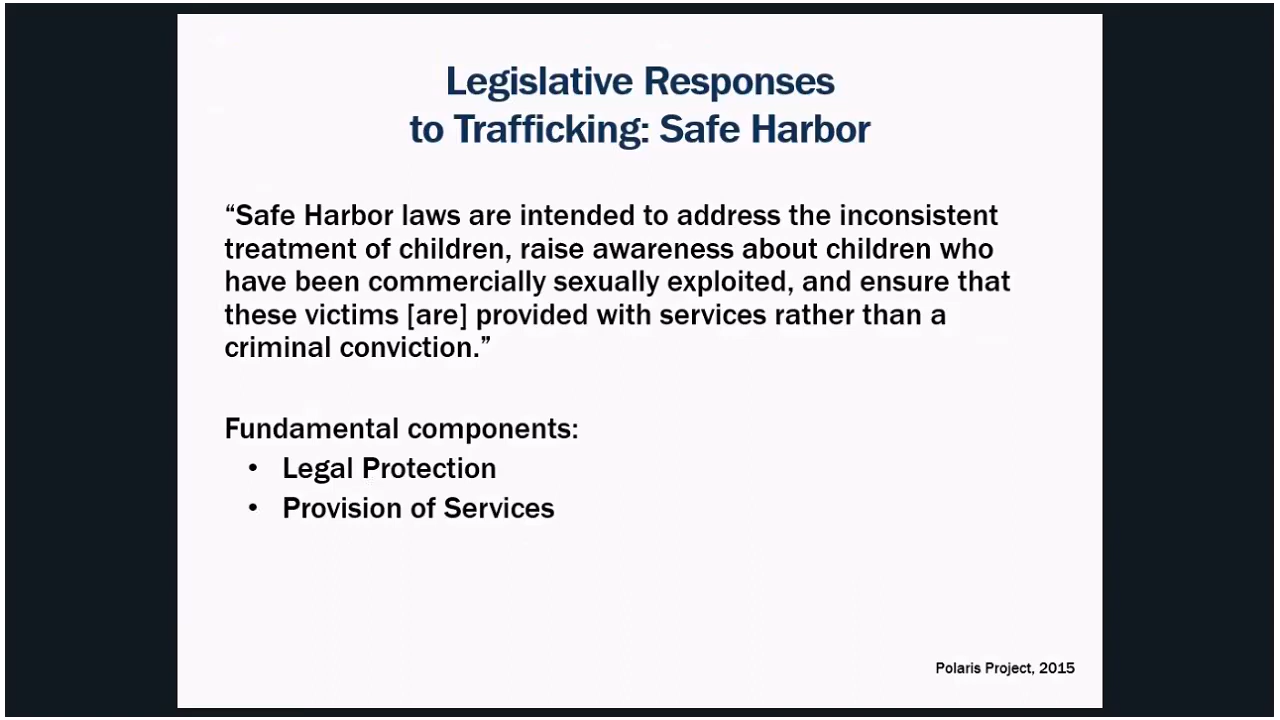 Legislative Responses
to Trafficking: Safe Harbor
“Safe Harbor laws are intended to address the inconsistent
treatment of children, raise awareness about children who
have been commercially sexually exploited, and ensure that
these victims [are] provided with services rather than a
criminal conviction.”
Fundamental components:
• Legal Protection
• Provision of Services
Polaris Project, 2015